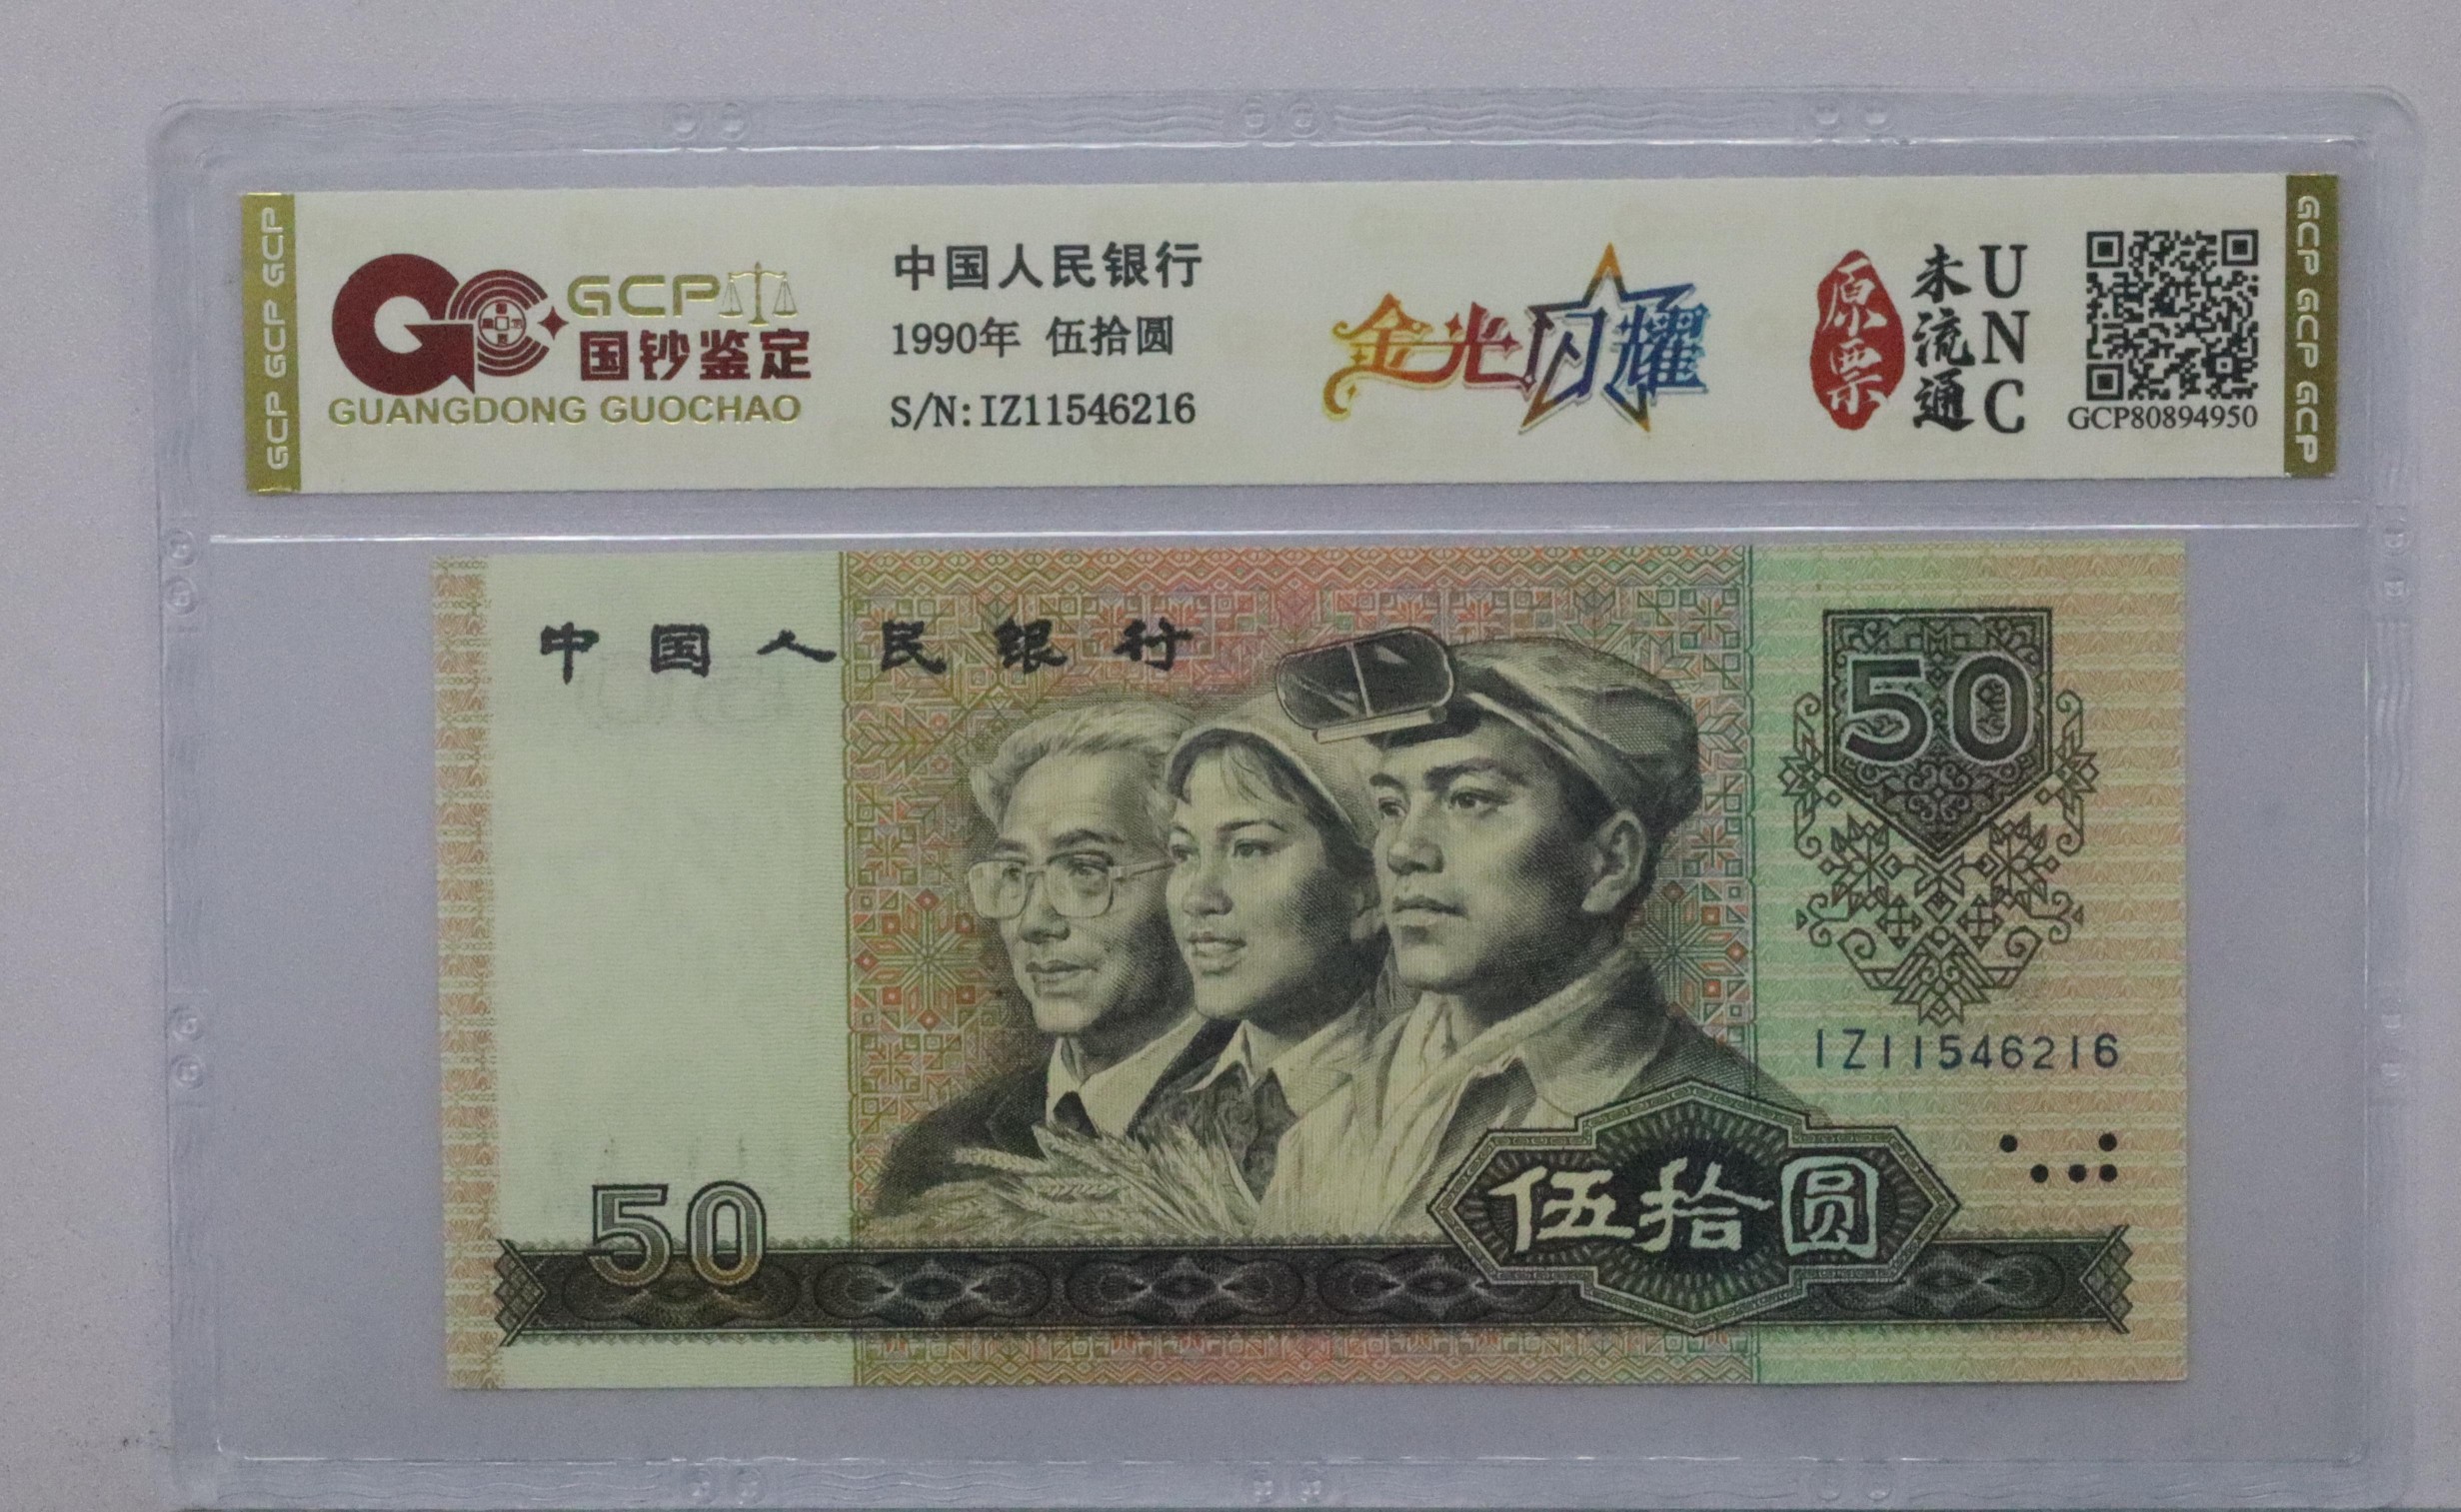 GCP GCP GCP
GCP
国钞鉴定
GUANGDONG GUOCHAO
中国人民银行
1990年 伍拾圆
S/N:IZ11546216
金光闪耀
原票
未流通
UNC
GCP80894950
GCP GCP GCP
中国人民银行
50
IZ11546216
50
伍拾圆